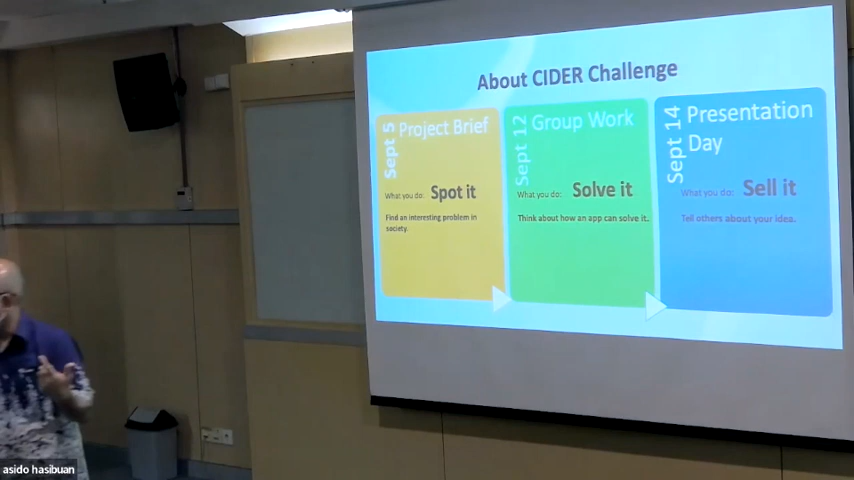 About CIDER Challenge
Sept 5
Project Brief
What you do: Spot it
Find an interesting problem in
society.
Sept 12
Group Work
What you do: Solve it
Think about how an app can solve it.
Sept 14
Presentation
Day
What you do: Sell it
Tell others about your idea.
asido hasibuan